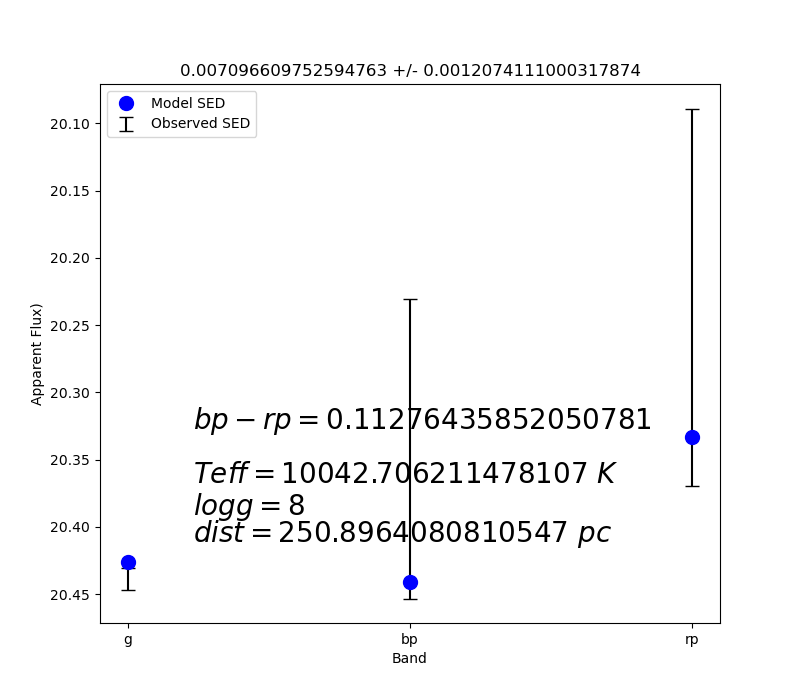 0.007096609752594763 +/- 0.0012074111000317874
Model SED
Observed SED
20.10
20.15
20.20
20.25
20.30
20.35
20.40
20.45
Apparent Flux)
bp − rp = 0.11276435852050781
Teff = 10042.706211478107 K
logg = 8
dist = 250.8964080810547 pc
g
bp
rp
Band